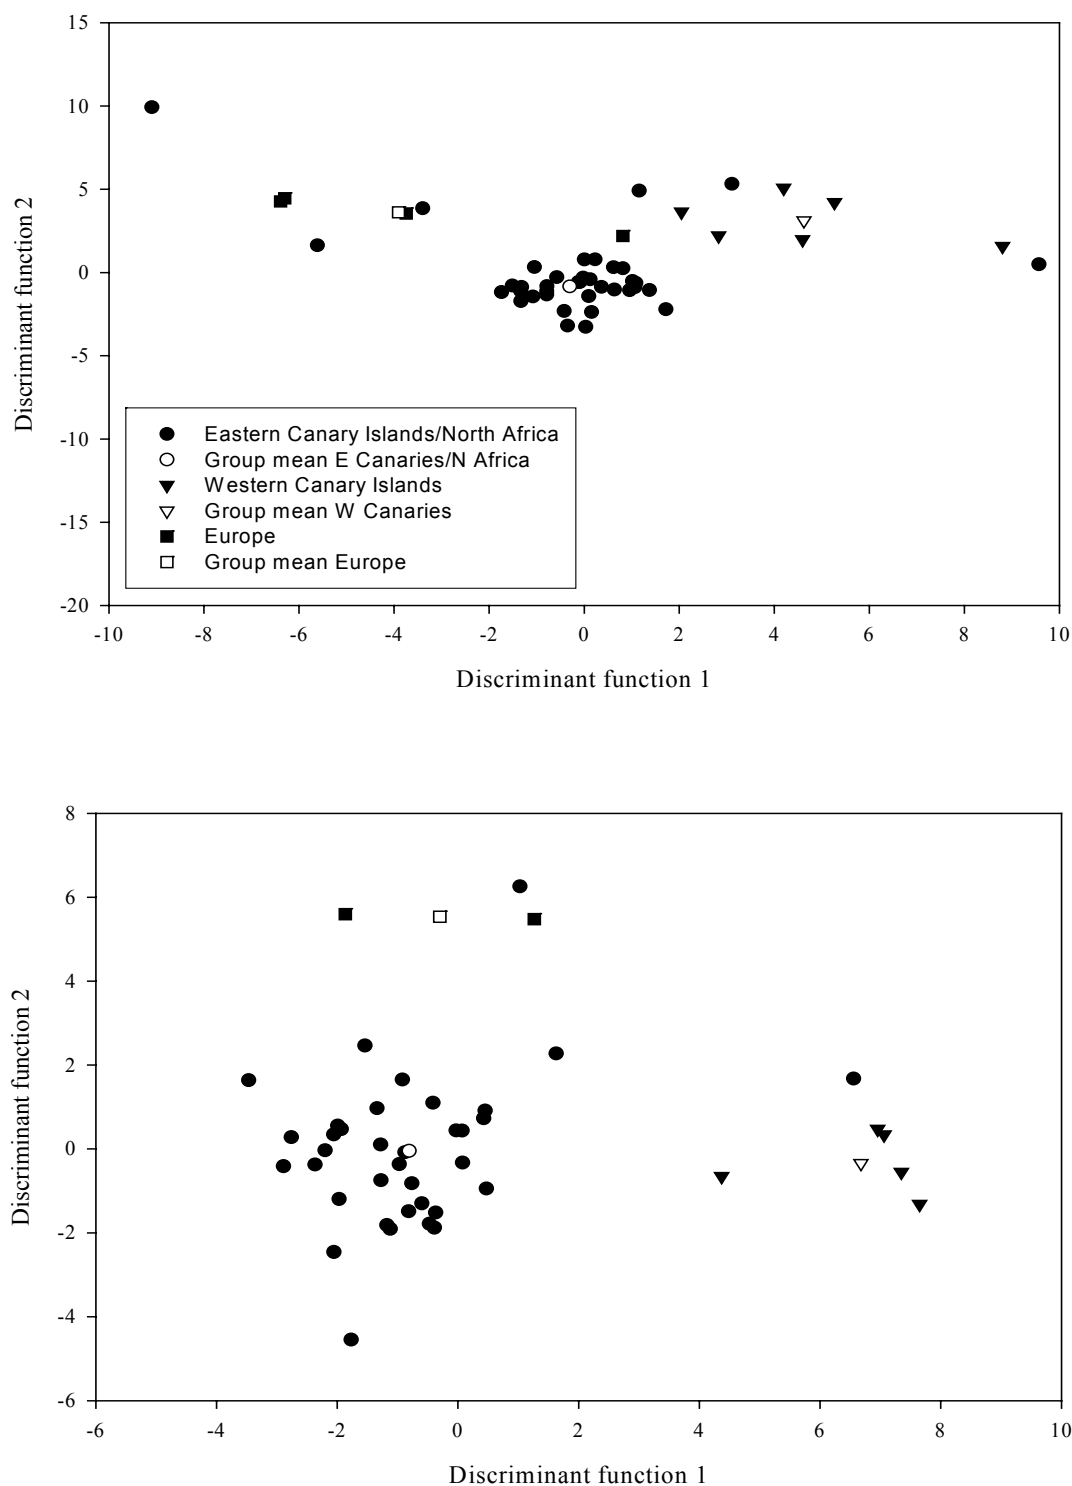 15
10
5
0
-5
-10
-15
-20
Discriminant function 2
Eastern Canary Islands/North Africa
Group mean E Canaries/N Africa
Western Canary Islands
Group mean W Canaries
Europe
Group mean Europe
-10 -8 -6 -4 -2 0 2 4 6 8 10
Discriminant function 1
8
6
4
2
0
-2
-4
-6
Discriminant function 2
-6 -4 -2 0 2 4 6 8 10
Discriminant function 1